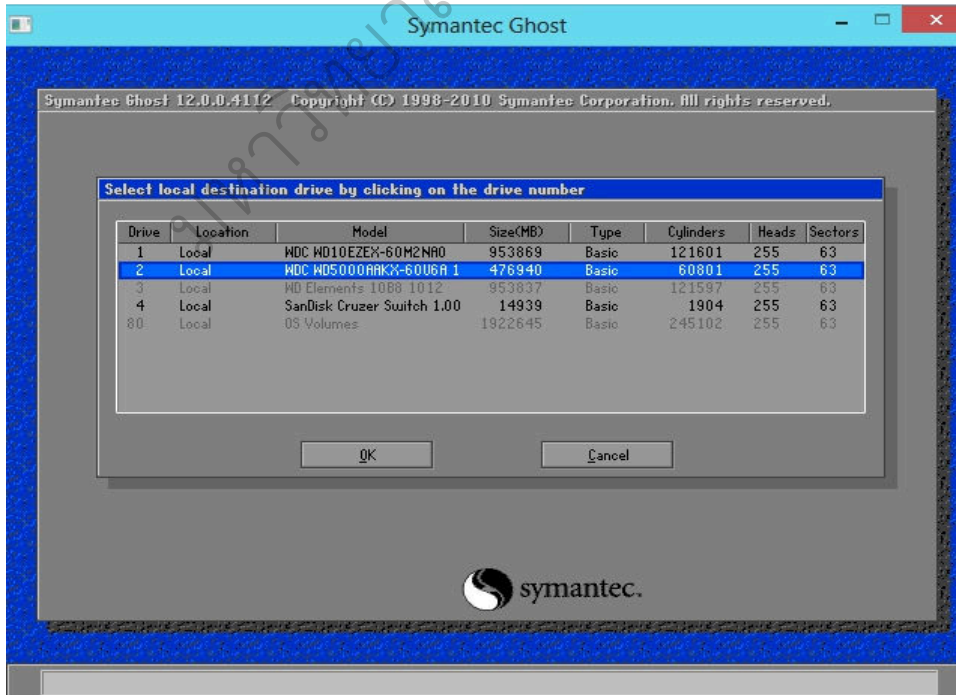 Symantec Ghost
Symantec Ghost 12.0.0.4112 Copyright (C) 1998-2010 Symantec Corporation. All rights reserved.
Select local destination drive by clicking on the drive number
Drive Location Model Size(MB) Type Cylinders Heads Sectors
1 Local WDC WD10EZEX-60M2NA0 953869 Basic 121601 255 63
2 Local WDC WD5000AAKX-60U6A 1 476940 Basic 60801 255 63
3 Local WD Elements 10B8 1012 953837 Basic 121597 255 63
4 Local SanDisk Cruzer Switch 1.00 14939 Basic 1904 255 63
80 Local OS Volumes 1922645 Basic 245102 255 63
OK Cancel
symantec.